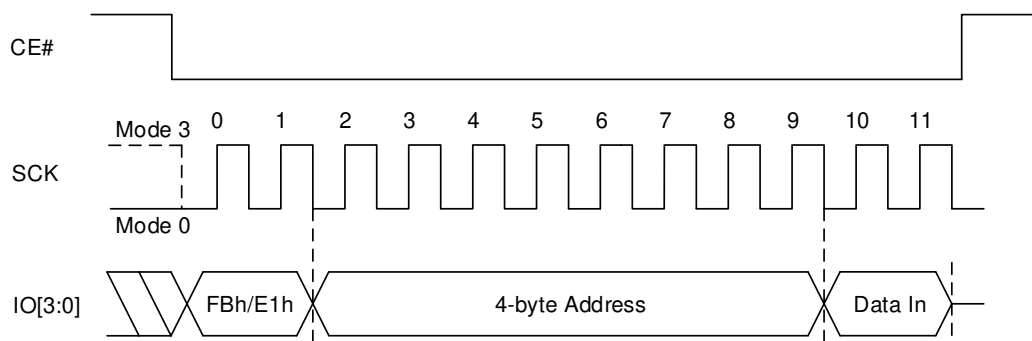 CE#
Mode 3 0 1 2 3 4 5 6 7 8 9 10 11
SCK
Mode 0
IO[3:0] FBh/E1h 4-byte Address Data In